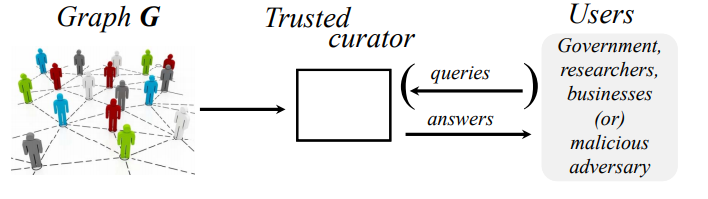 Graph G
Trusted
curator
Users
queries
answers
Government,
researchers,
businesses
(or)
malicious
adversary